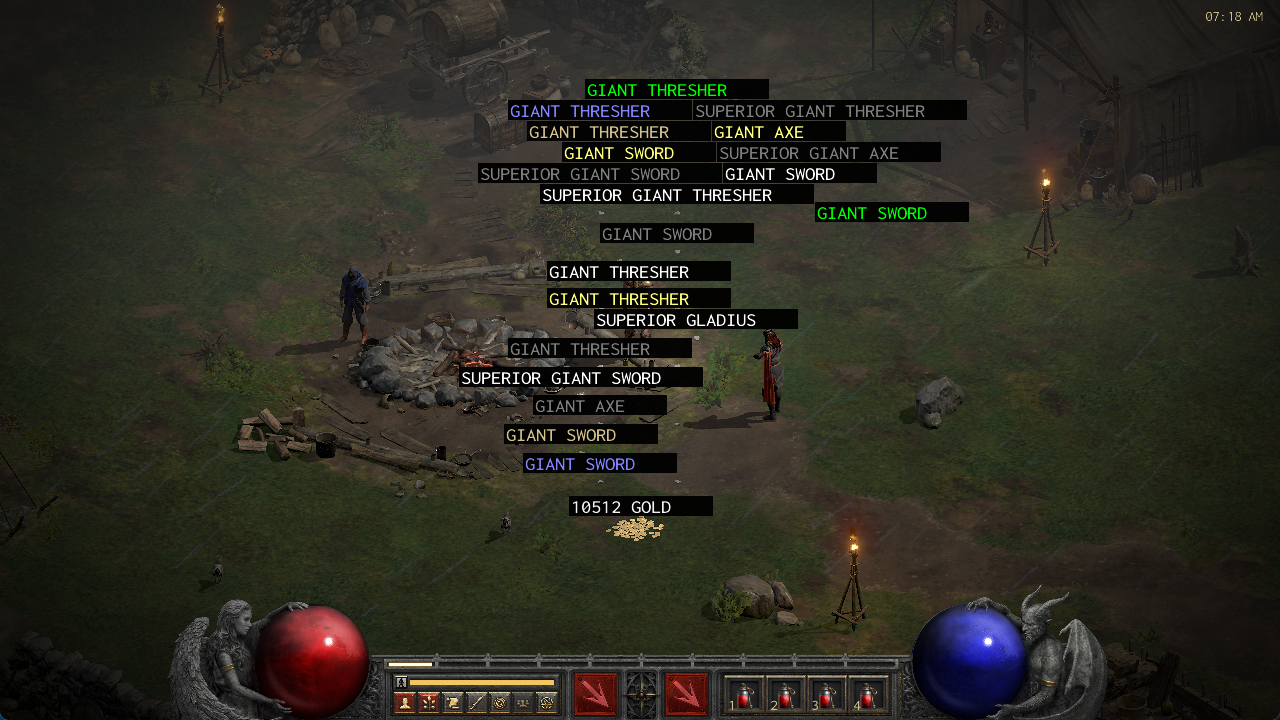 07:18 AM
GIANT THRESHER
GIANT THRESHER SUPERIOR GIANT THRESHER
GIANT THRESHER GIANT AXE
GIANT SWORD SUPERIOR GIANT AXE
SUPERIOR GIANT SWORD GIANT SWORD
SUPERIOR GIANT THRESHER
GIANT SWORD
GIANT SWORD
GIANT THRESHER
GIANT THRESHER
SUPERIOR GLADIUS
GIANT THRESHER
SUPERIOR GIANT SWORD
GIANT AXE
GIANT SWORD
GIANT SWORD
10512 GOLD
1 2 3 4